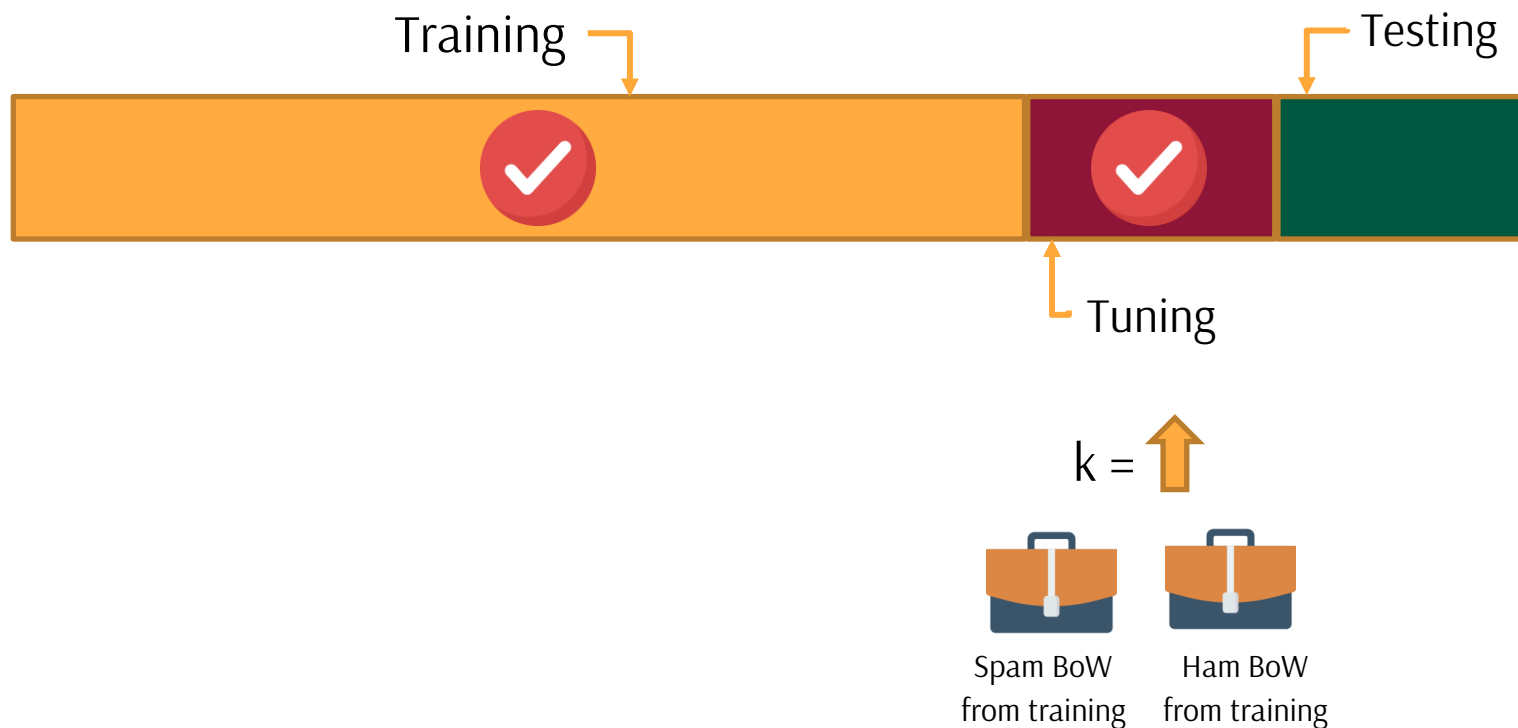 Training
Testing
Tuning
k =
Spam BoW
from training
Ham BoW
from training